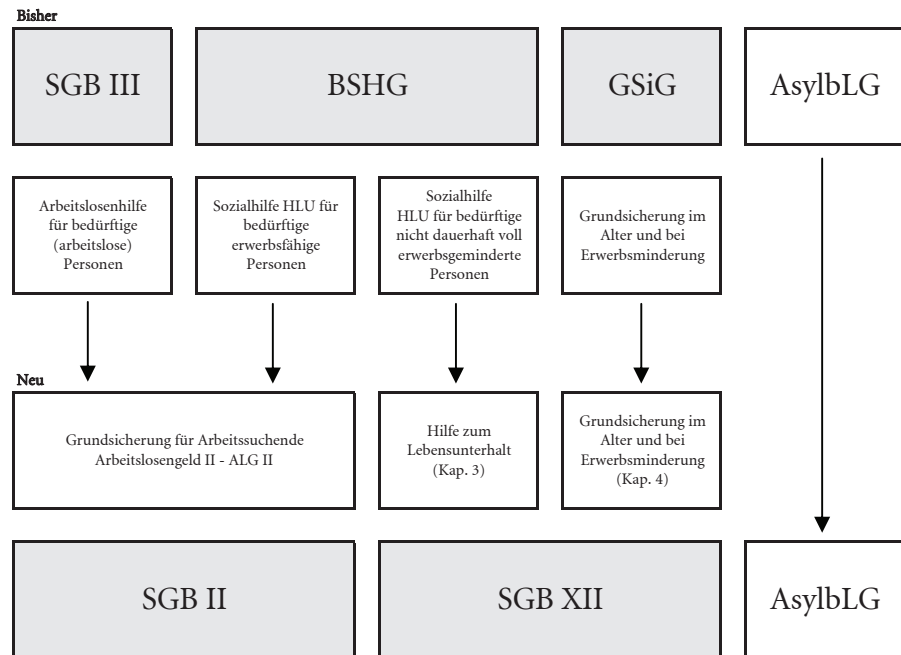 Bisher
SGB III
BSHG
GSiG
AsylbLG
Arbeitslosenhilfe
für bedürftige
(arbeitslose)
Personen
Sozialhilfe HLU für
bedürftige
erwerbsfähige
Personen
Sozialhilfe
HLU für bedürftige
nicht dauerhaft voll
erwerbsgeminderte
Personen
Grundsicherung im
Alter und bei
Erwerbsminderung
Neu
Grundsicherung für Arbeitssuchende
Arbeitslosengeld II - ALG II
Hilfe zum
Lebensunterhalt
(Kap. 3)
Grundsicherung im
Alter und bei
Erwerbsminderung
(Kap. 4)
SGB II
SGB XII
AsylbLG